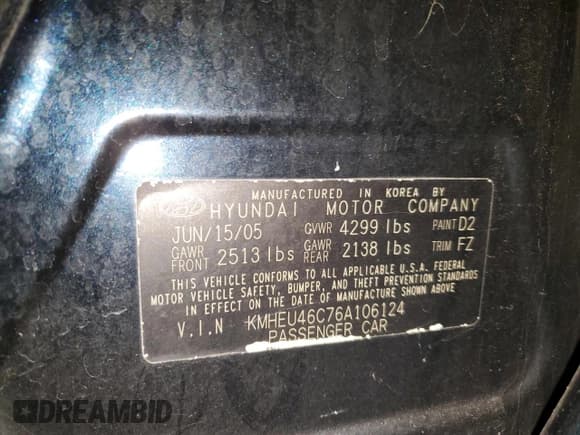 MANUFACTURED IN KOREA BY
HYUNDAI MOTOR COMPANY
JUN/15/05 GVWR 4299 lbs PAINT D2
GAWR FRONT 2513 lbs GAWR REAR 2138 lbs TRIM FZ
THIS VEHICLE CONFORMS TO ALL APPLICABLE U.S.A. FEDERAL
MOTOR VEHICLE SAFETY, BUMPER, AND THEFT PREVENTION STANDARDS
IN EFFECT ON THE DATE OF MANUFACTURE SHOWN ABOVE
V.I.N KMHEU46C76A106124
PASSENGER CAR
DREAMBID